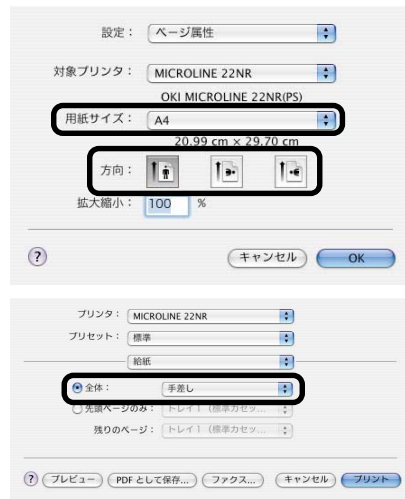 設定： ページ属性
対象プリンタ： MICROLINE 22NR
OKI MICROLINE 22NR(PS)
用紙サイズ： A4
20.99 cm × 29.70 cm
方向：
拡大縮小： 100 %
? キャンセル OK
プリンタ： MICROLINE 22NR
プリセット： 標準
給紙
全体： 手差し
先頭ページのみ： トレイ1（標準カセッ...
残りのページ： トレイ1（標準カセッ...
? プレビュー PDF として保存... ファクス... キャンセル プリント